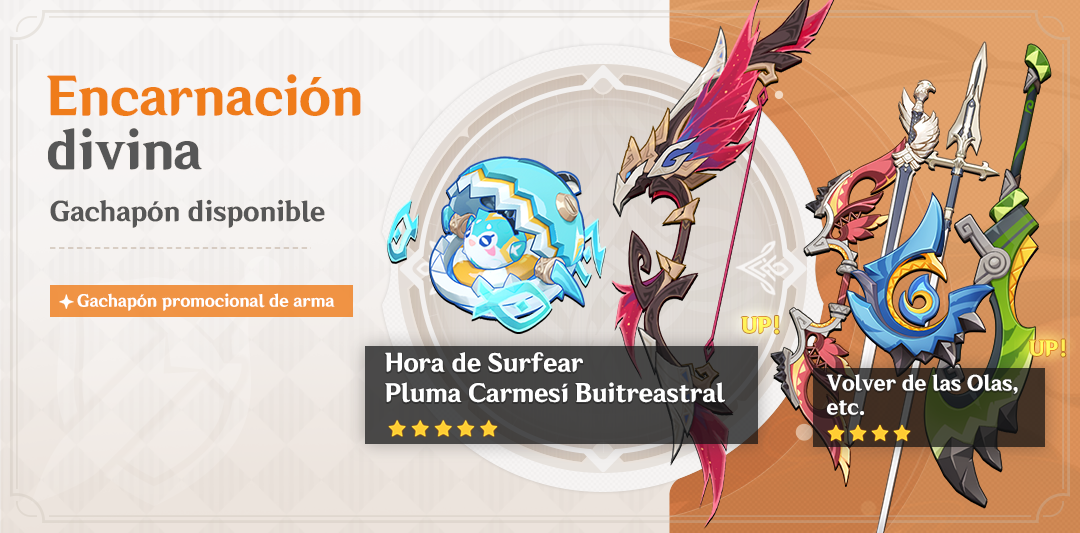 Encarnación
divina
Gachapón disponible
Gachapón promocional de arma
Hora de Surfear
Pluma Carmesí Buitreastral
UP!
Volver de las Olas,
etc.
UP!